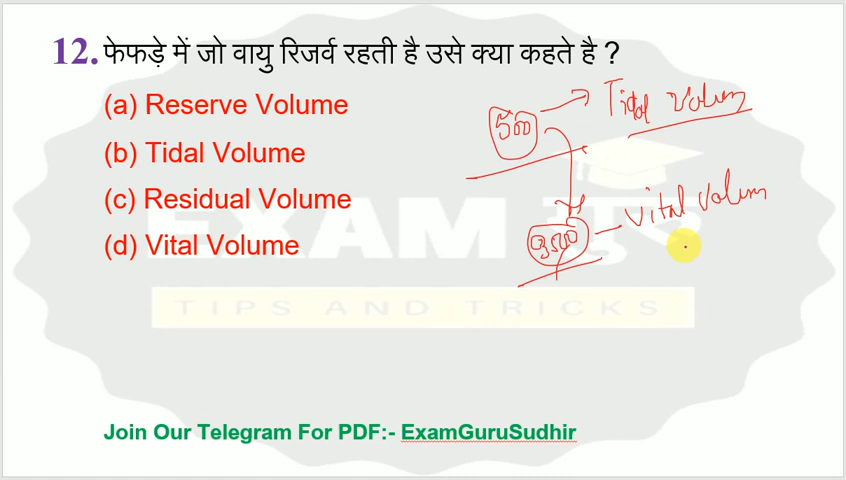 12. फेफड़े में जो वायु रिजर्व रहती है उसे क्या कहते है ?
(a) Reserve Volume
(b) Tidal Volume
(c) Residual Volume
(d) Vital Volume
500 Tidal Volum
3500 Vital Volum
EXAM गुरु
TIPS AND TRICKS
Join Our Telegram For PDF:- ExamGuruSudhir